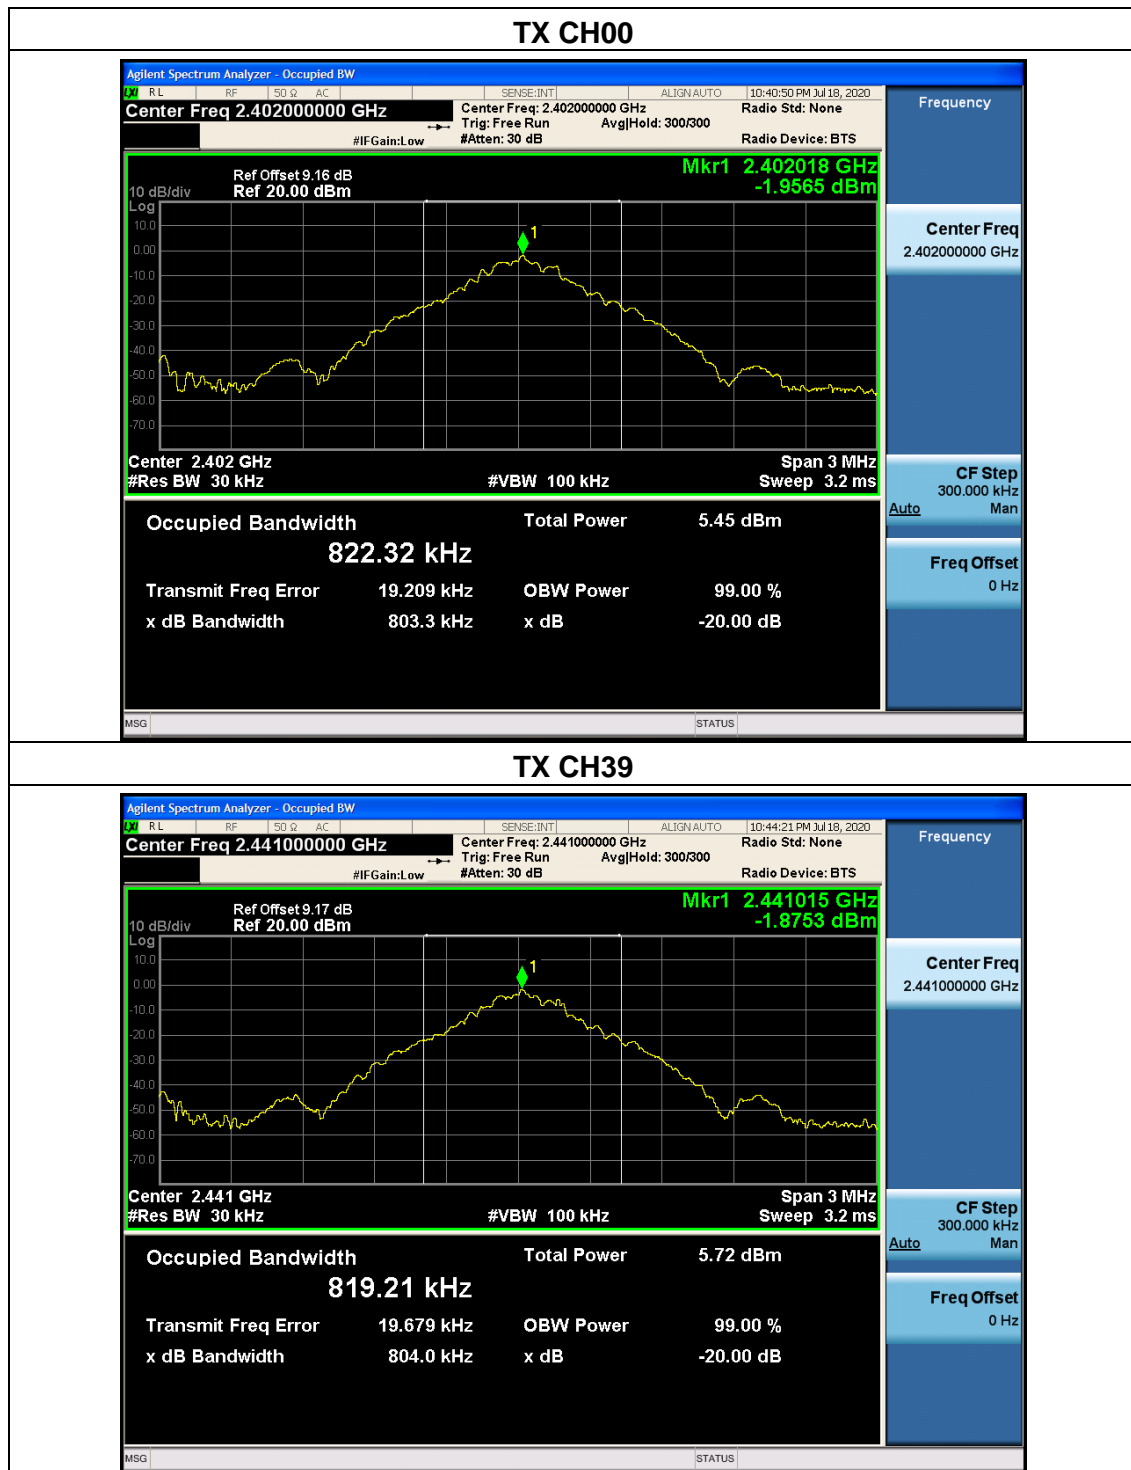 TX CH00
Agilent Spectrum Analyzer - Occupied BW
LXI RL RF 50 Ω AC SENSE:INT ALIGN AUTO 10:40:50 PM Jul 18, 2020
Center Freq 2.402000000 GHz
Center Freq: 2.402000000 GHz
Radio Std: None
Trig: Free Run Avg|Hold: 300/300
#IFGain:Low #Atten: 30 dB
Radio Device: BTS
Frequency
Mkr1 2.402018 GHz
-1.9565 dBm
Ref Offset 9.16 dB
10 dB/div Ref 20.00 dBm
Log
10.0
0.00
-10.0
-20.0
-30.0
-40.0
-50.0
-60.0
-70.0
1
Center Freq
2.402000000 GHz
Center 2.402 GHz Span 3 MHz
#Res BW 30 kHz #VBW 100 kHz Sweep 3.2 ms
CF Step
300.000 kHz
Auto Man
Occupied Bandwidth Total Power 5.45 dBm
822.32 kHz
Freq Offset
0 Hz
Transmit Freq Error 19.209 kHz OBW Power 99.00 %
x dB Bandwidth 803.3 kHz x dB -20.00 dB
MSG STATUS
TX CH39
Agilent Spectrum Analyzer - Occupied BW
LXI RL RF 50 Ω AC SENSE:INT ALIGN AUTO 10:44:21 PM Jul 18, 2020
Center Freq 2.441000000 GHz
Center Freq: 2.441000000 GHz
Radio Std: None
Trig: Free Run Avg|Hold: 300/300
#IFGain:Low #Atten: 30 dB
Radio Device: BTS
Frequency
Mkr1 2.441015 GHz
-1.8753 dBm
Ref Offset 9.17 dB
10 dB/div Ref 20.00 dBm
Log
10.0
0.00
-10.0
-20.0
-30.0
-40.0
-50.0
-60.0
-70.0
1
Center Freq
2.441000000 GHz
Center 2.441 GHz Span 3 MHz
#Res BW 30 kHz #VBW 100 kHz Sweep 3.2 ms
CF Step
300.000 kHz
Auto Man
Occupied Bandwidth Total Power 5.72 dBm
819.21 kHz
Freq Offset
0 Hz
Transmit Freq Error 19.679 kHz OBW Power 99.00 %
x dB Bandwidth 804.0 kHz x dB -20.00 dB
MSG STATUS